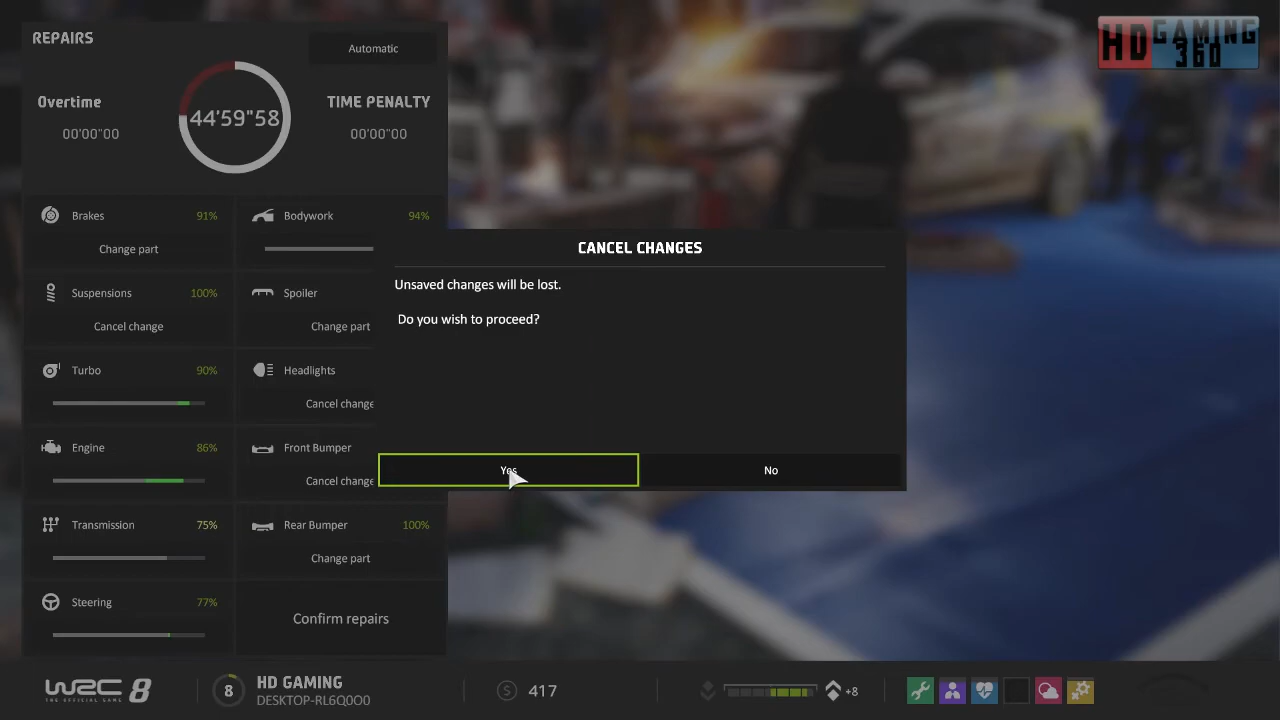 REPAIRS
Automatic
HD GAMING 360
Overtime
00'00"00
44'59"58
TIME PENALTY
00'00"00
Brakes 91%
Change part
Bodywork 94%
CANCEL CHANGES
Unsaved changes will be lost.
Do you wish to proceed?
Yes
No
Suspensions 100%
Cancel change
Spoiler
Change part
Turbo 90%
Headlights
Cancel change
Engine 86%
Front Bumper
Cancel change
Transmission 75%
Rear Bumper 100%
Change part
Steering 77%
Confirm repairs
WRC 8
THE OFFICIAL GAME
8
HD GAMING
DESKTOP-RL6Q0O0
S 417
+8